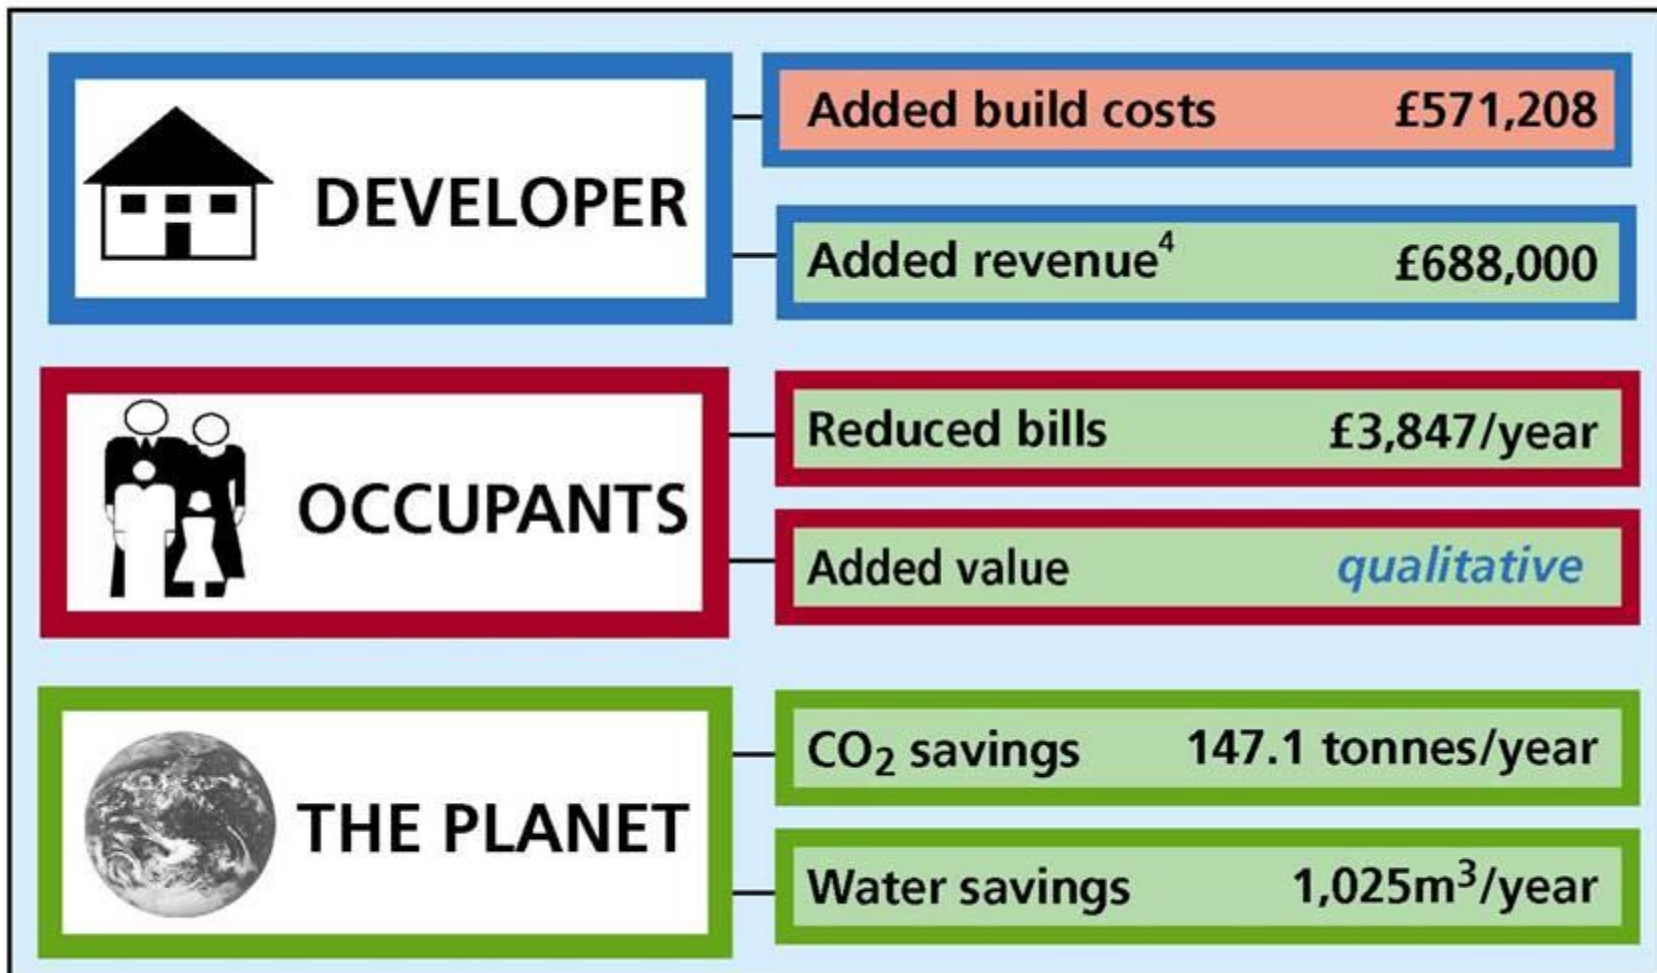 DEVELOPER
Added build costs £571,208
Added revenue⁴ £688,000
OCCUPANTS
Reduced bills £3,847/year
Added value qualitative
THE PLANET
CO₂ savings 147.1 tonnes/year
Water savings 1,025m³/year